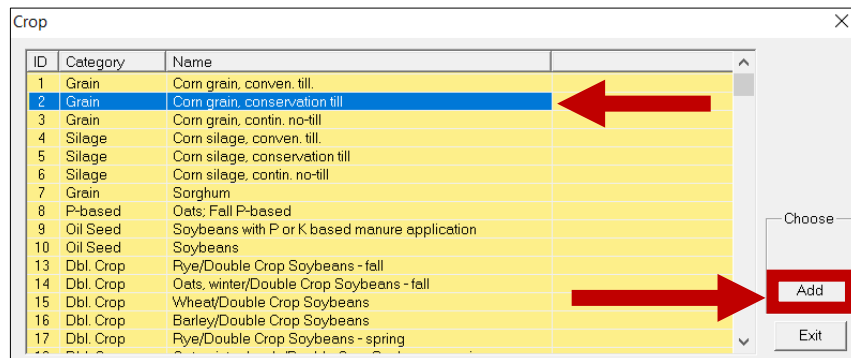 Crop
ID Category Name
1 Grain Corn grain, conven. till.
2 Grain Corn grain, conservation till
3 Grain Corn grain, contin. no-till
4 Silage Corn silage, conven. till.
5 Silage Corn silage, conservation till
6 Silage Corn silage, contin. no-till
7 Grain Sorghum
8 P-based Oats; Fall P-based
9 Oil Seed Soybeans with P or K based manure application
10 Oil Seed Soybeans
13 Dbl. Crop Rye/Double Crop Soybeans - fall
14 Dbl. Crop Oats, winter/Double Crop Soybeans - fall
15 Dbl. Crop Wheat/Double Crop Soybeans
16 Dbl. Crop Barley/Double Crop Soybeans
17 Dbl. Crop Rye/Double Crop Soybeans - spring
Choose
Add
Exit